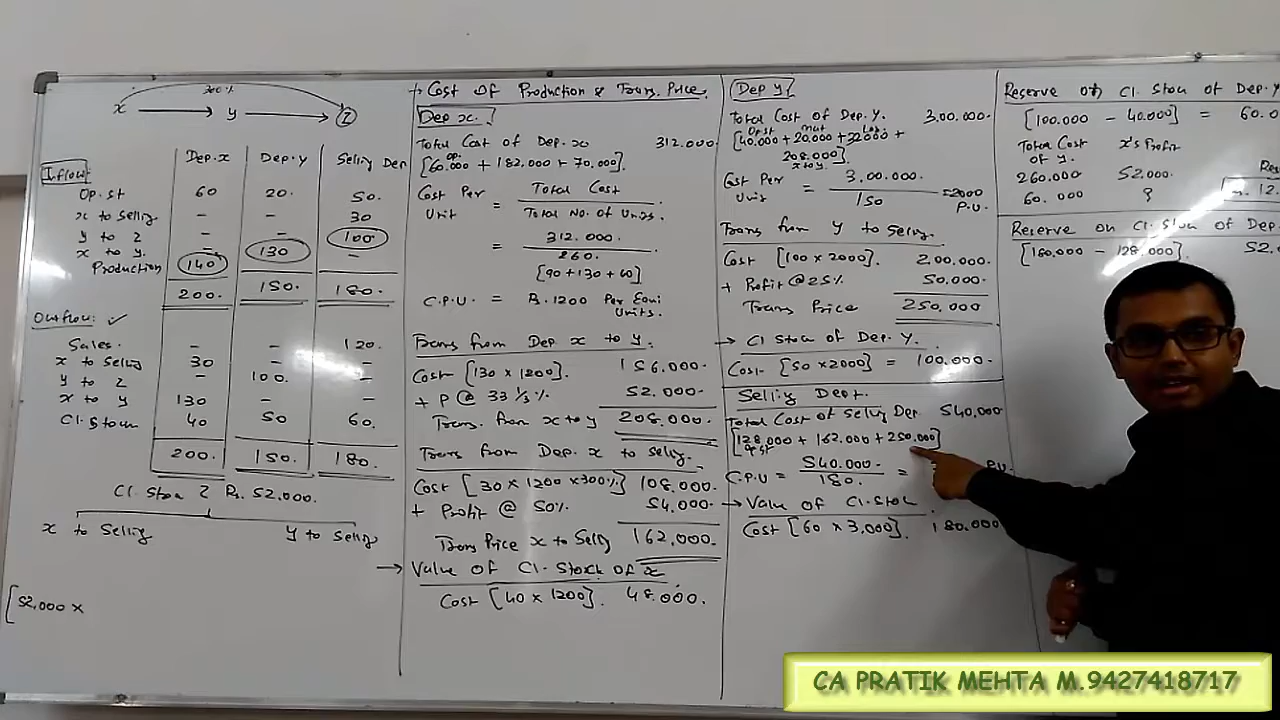 300%
x → y → Z
Dep.x Dep.y Selling Dep
Inflow
Op.st 60 20. 50.
x to selling - - 30
y to Z - - 100
x to y. - 130 -
Production 140
200. 150. 180.
Outflow: ✓
Sales. - - 120.
x to selling 30 - -
y to Z - 100. -
x to y 130 - -
Cl.Stock 40 50 60.
200. 150. 180.
Cl.Stock Z Rs. 52.000.
x to Selling y to Selling
[52.000 ×
→ Cost Of Production & Trans. Price.
Dep x.
Total Cost of Dep.x 312.000.
Op.
[60.000 + 182.000 + 70.000].
Cost Per Unit = Total Cost / Total No. of Units.
= 312.000. / 260.
[90+130+40]
C.P.U. = Rs.1200 Per Equi Units.
Trans from Dep x to y.
Cost [130 × 1200]. 156.000.
+ P @ 33 1/3 % 52.000.
Trans. from x to y 208.000.
Trans from Dep. x to selly.
Cost [30 × 1200 × 300%] 108.000.
+ Profit @ 50% 54.000.
Trans Price x to Selly 162.000.
→ Value of Cl.Stock of x
Cost [40 × 1200]. 48.000.
Dep Y
Total Cost of Dep. Y. 3,00.000.
Op.st mat Lab
[40.000 + 20.000 + 32000 +
208.000].
x to y
Cost Per Unit = 3.00.000. / 150 P.U.
Trans from Y to Selly.
Cost [100 × 2000]. 2,00.000.
+ Profit @ 25% 50.000.
Trans Price 250.000
→ Cl Stock of Dep. Y.
Cost [50 × 2000] = 100.000.
Selling Dept.
Total Cost of Selling Dep. 540,000
[128.000 + 162.000 + 250.000]
Op.st
C.P.U = 540.000. / 180. = P.U.
→ Value of Cl.Stock
Cost [60 × 3.000]. 180.000
Reserve on Cl. Stock of Dep. Y
[100.000 - 40.000] = 60.0
Total Cost of Y. x's Profit
260.000 52.000.
60.000 ?
Reserve on Cl. Stock of Dep.
[180.000 - 128.000]. 52.
CA PRATIK MEHTA M.9427418717